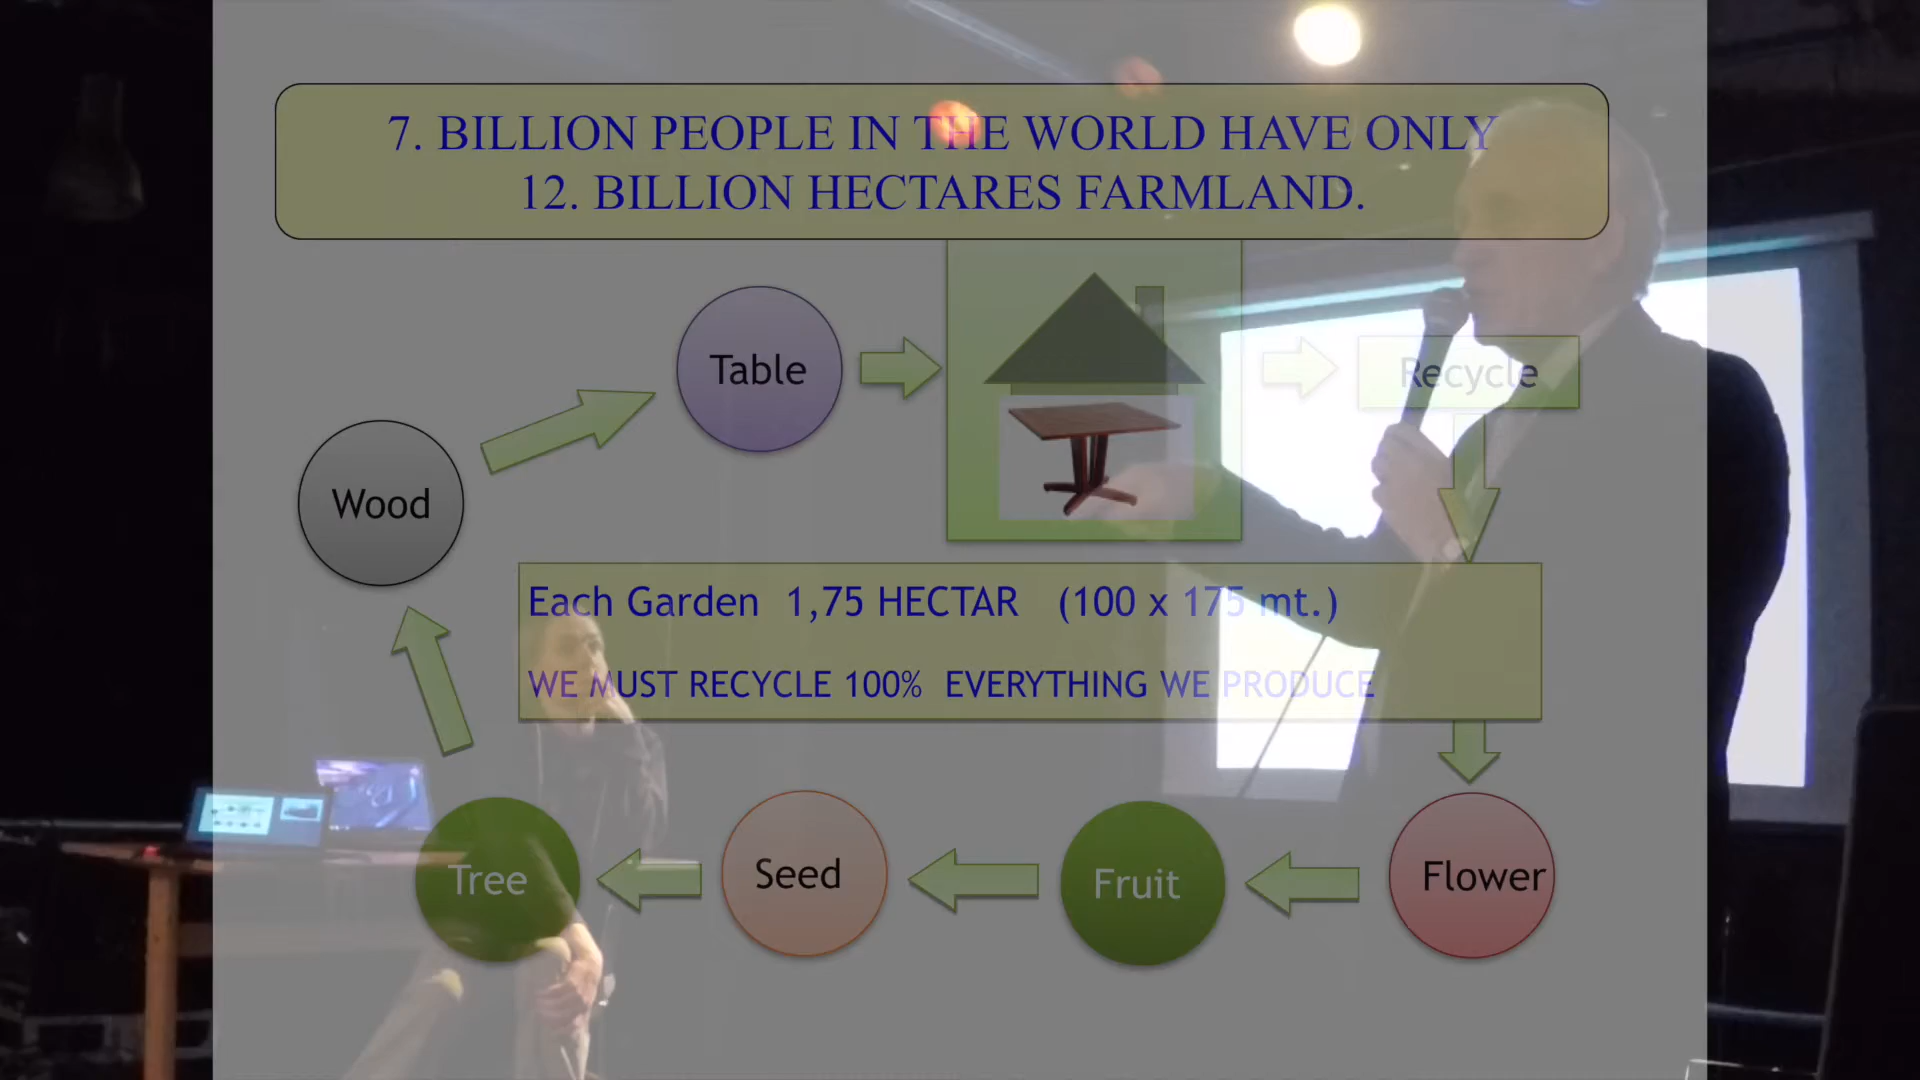 7. BILLION PEOPLE IN THE WORLD HAVE ONLY
12. BILLION HECTARES FARMLAND.
Table
Recycle
Wood
Each Garden 1,75 HECTAR (100 x 175 mt.)
WE MUST RECYCLE 100% EVERYTHING WE PRODUCE
Tree
Seed
Fruit
Flower